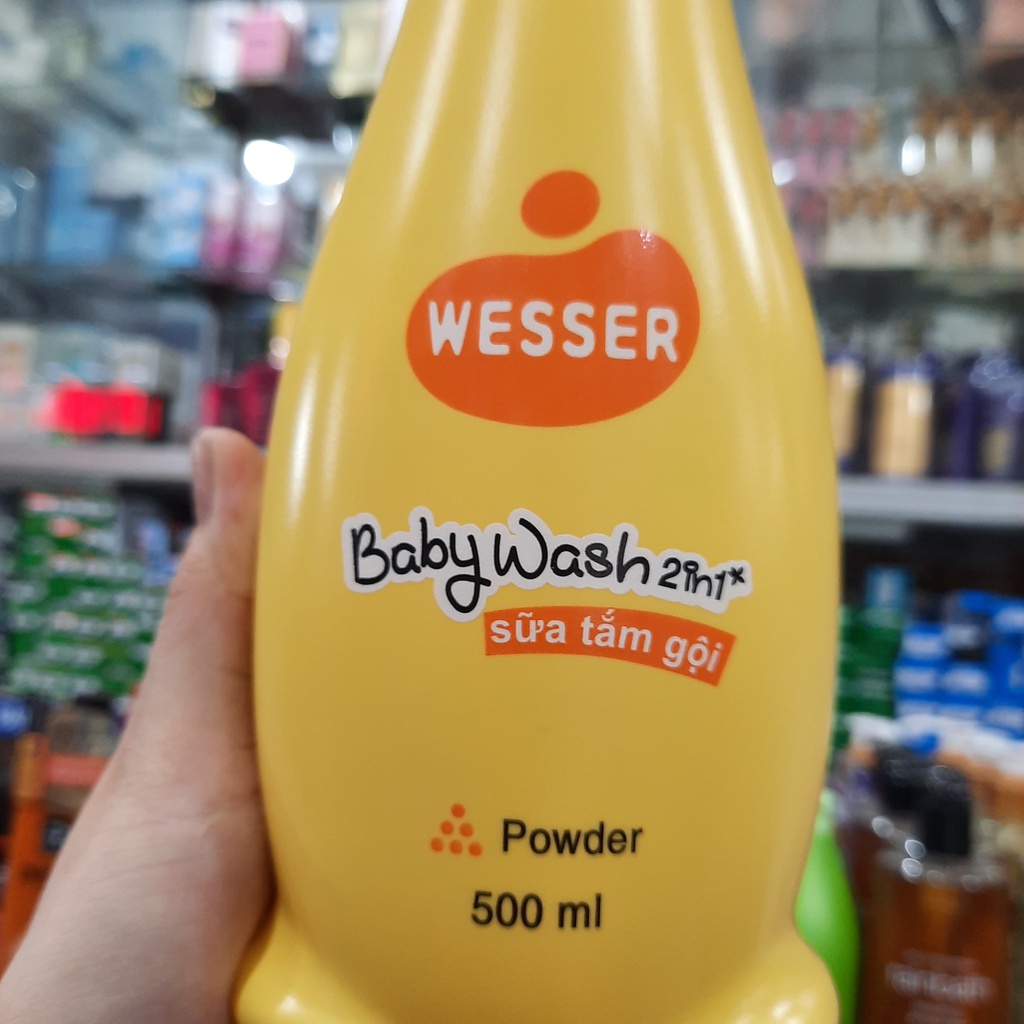 WESSER
Baby Wash 2in1*
sữa tắm gội
Powder
500 ml